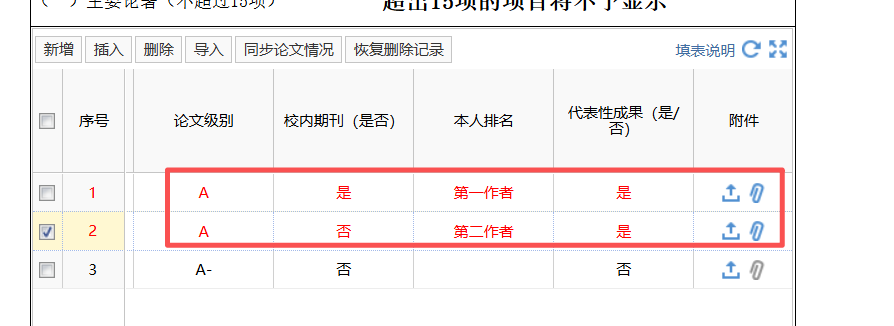 ）主要论著（不超过15项）
超出15项的项目将不予显示
新增 插入 删除 导入 同步论文情况 恢复删除记录 填表说明
序号 论文级别 校内期刊（是否） 本人排名 代表性成果（是/否） 附件
1 A 是 第一作者 是
2 A 否 第二作者 是
3 A- 否 否